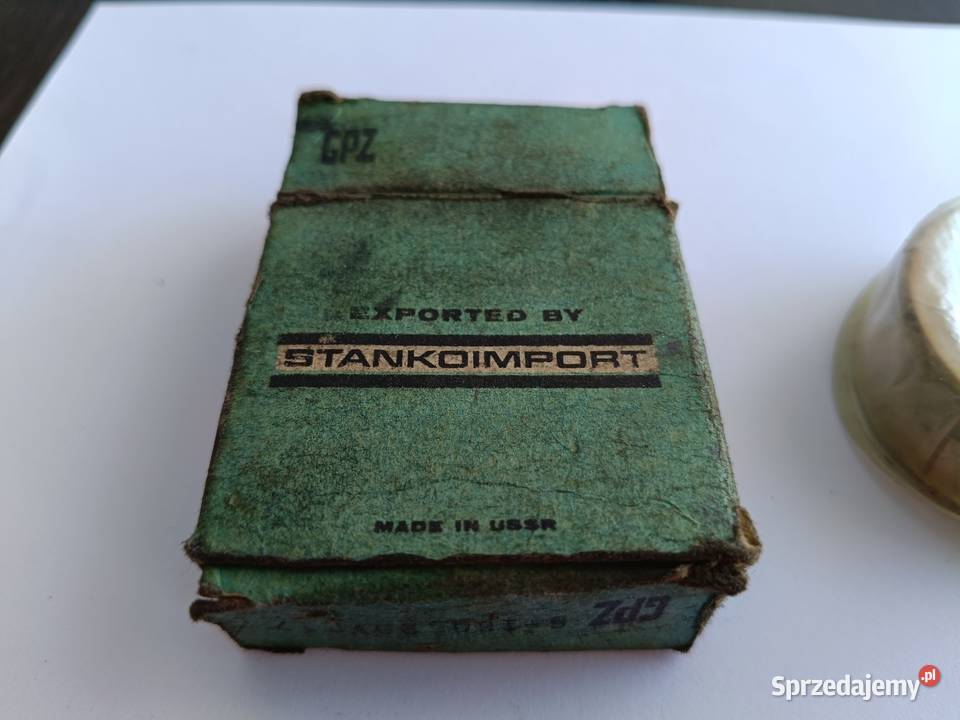 GPZ
EXPORTED BY
STANKOIMPORT
MADE IN USSR
GPZ
Sprzedajemy.pl